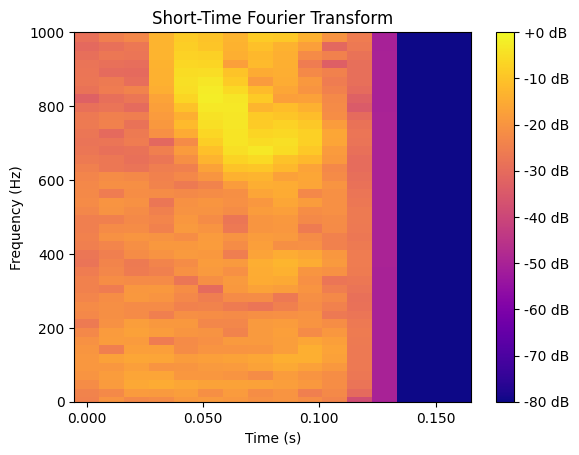 Short-Time Fourier Transform
1000
800
600
400
200
0
Frequency (Hz)
0.000
0.050
0.100
0.150
Time (s)
+0 dB
-10 dB
-20 dB
-30 dB
-40 dB
-50 dB
-60 dB
-70 dB
-80 dB